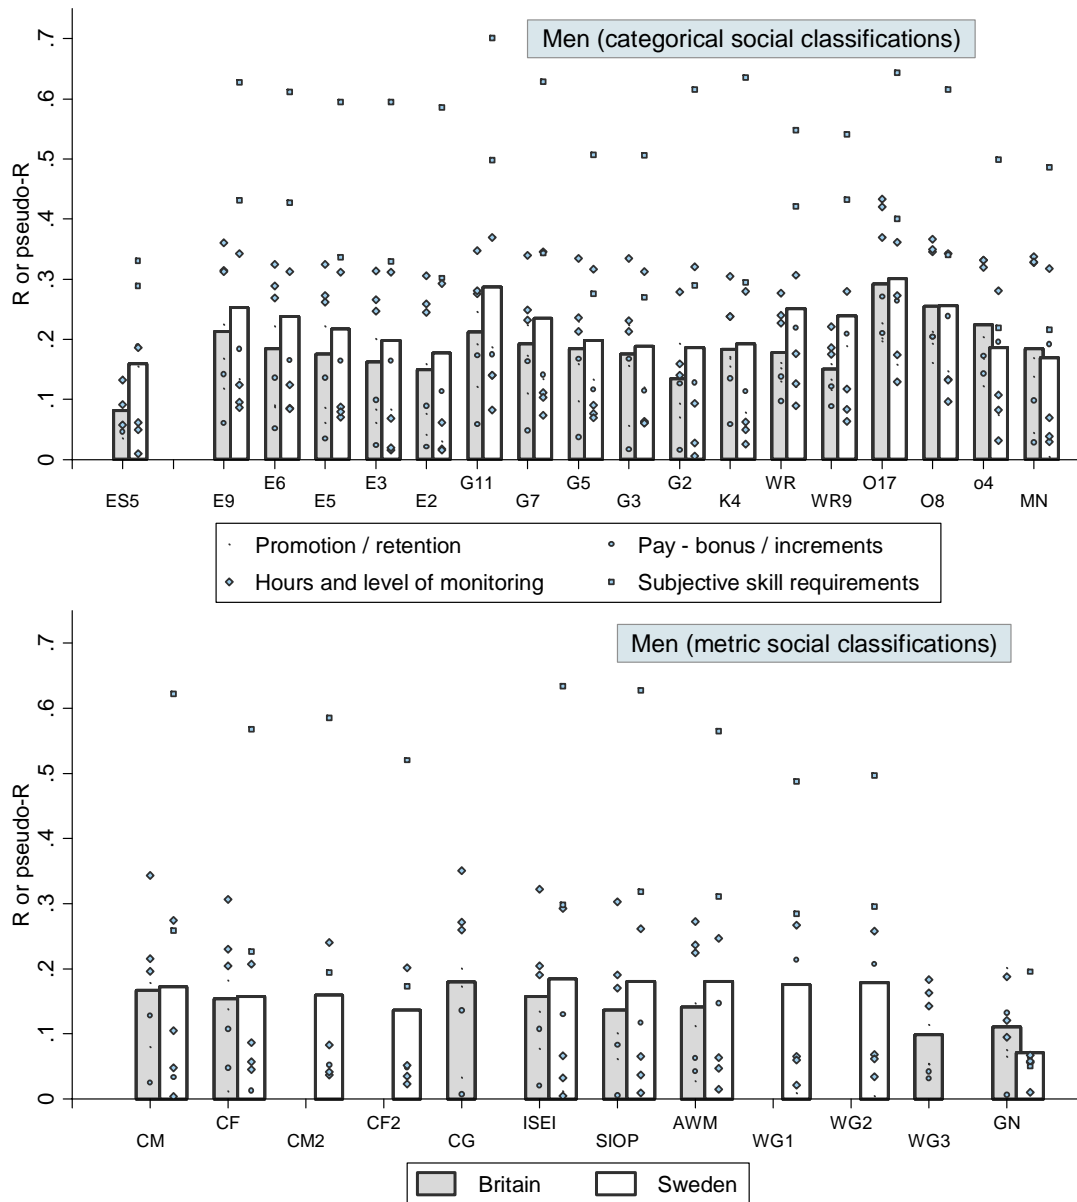 Men (categorical social classifications)
R or pseudo-R
.7
.6
.5
.4
.3
.2
.1
0
E6 E3 G11 G5 G2 WR O17 o4
ES5 E9 E5 E2 G7 G3 K4 WR9 O8 MN
Promotion / retention Pay - bonus / increments
Hours and level of monitoring Subjective skill requirements
Men (metric social classifications)
R or pseudo-R
.7
.6
.5
.4
.3
.2
.1
0
CF CF2 ISEI AWM WG2 GN
CM CM2 CG SIOP WG1 WG3
Britain Sweden